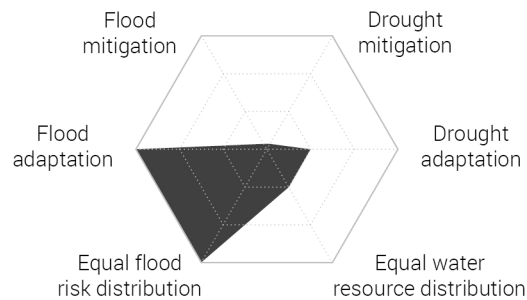 Flood
mitigation
Drought
mitigation
Flood
adaptation
Drought
adaptation
Equal flood
risk distribution
Equal water
resource distribution